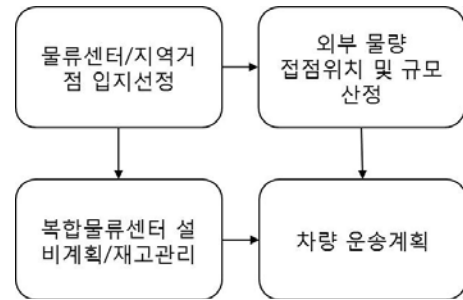 물류센터/지역거
점 입지선정
외부 물량
접점위치 및 규모
산정
복합물류센터 설
비계획/재고관리
차량 운송계획